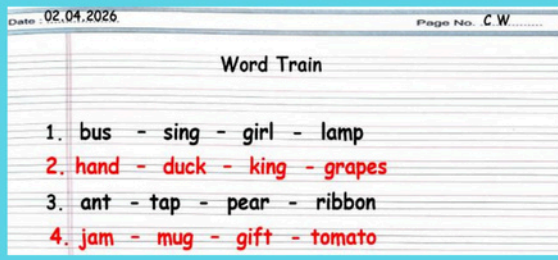 Date : 02.04.2026 Page No. C.W
Word Train
1. bus - sing - girl - lamp
2. hand - duck - king - grapes
3. ant - tap - pear - ribbon
4. jam - mug - gift - tomato